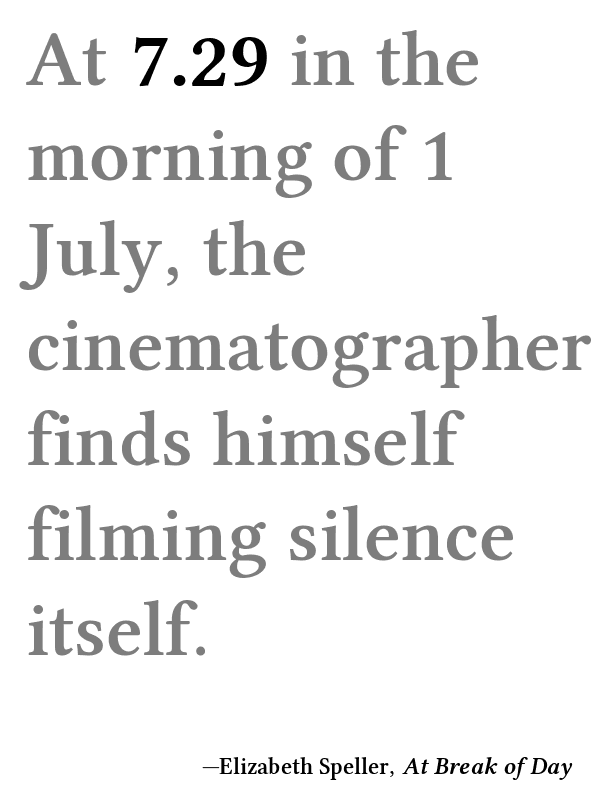 At 7.29 in the
morning of 1
July, the
cinematographer
finds himself
filming silence
itself.
—Elizabeth Speller, At Break of Day